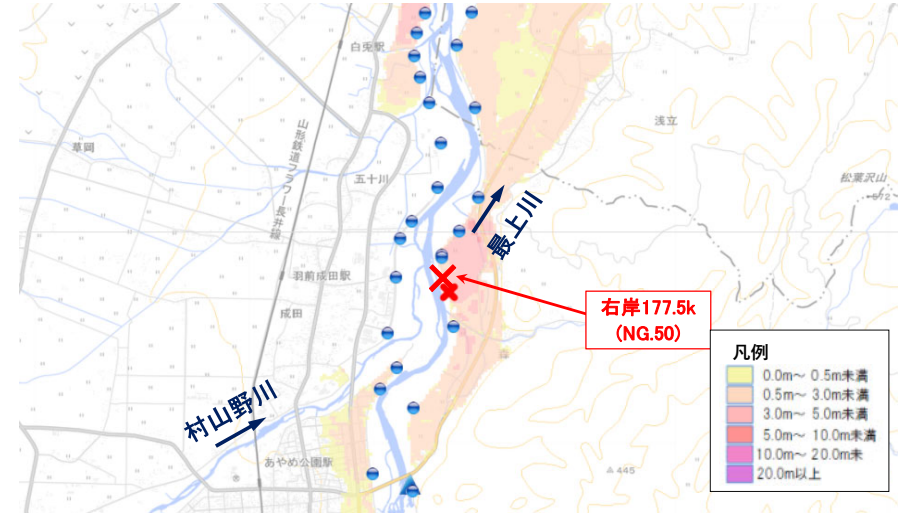 白兎駅
浅立
草岡
山形鉄道フラワー長井線
五十川
松葉沢山
572
最上川
羽前成田駅
成田
右岸177.5k
(NG.50)
凡例
0.0m～ 0.5m未満
0.5m～ 3.0m未満
3.0m～ 5.0m未満
5.0m～ 10.0m未満
10.0m～ 20.0m未
20.0m以上
村山野川
あやめ公園駅
445